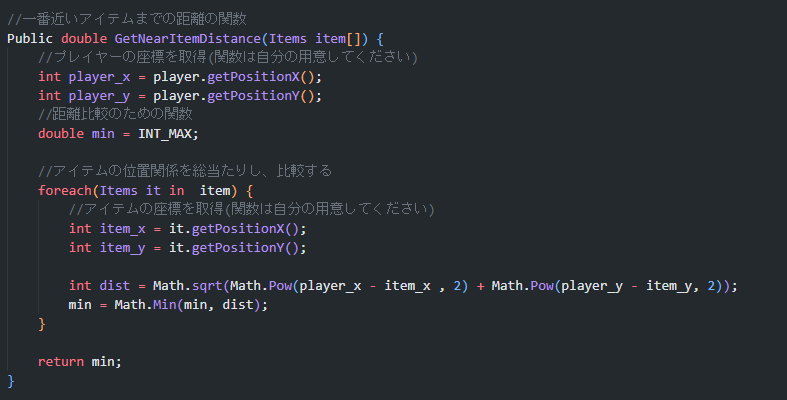 //一番近いアイテムまでの距離の関数
Public double GetNearItemDistance(Items item[]) {
//プレイヤーの座標を取得(関数は自分の用意してください)
int player_x = player.getPositionX();
int player_y = player.getPositionY();
//距離比較のための関数
double min = INT_MAX;
//アイテムの位置関係を総当たりし、比較する
foreach(Items it in  item) {
//アイテムの座標を取得(関数は自分の用意してください)
int item_x = it.getPositionX();
int item_y = it.getPositionY();
int dist = Math.sqrt(Math.Pow(player_x - item_x , 2) + Math.Pow(player_y - item_y, 2));
min = Math.Min(min, dist);
}
return min;
}